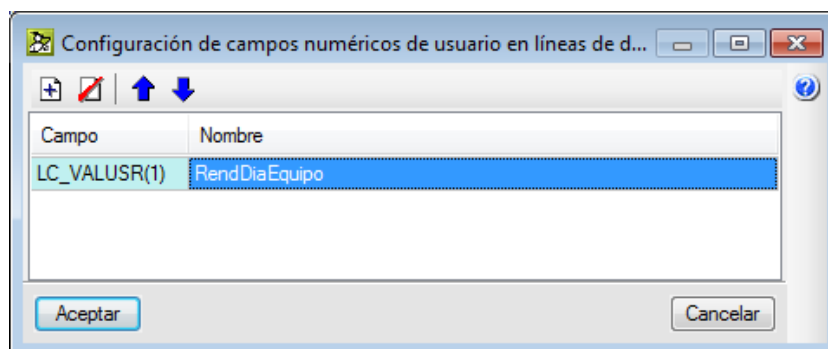 Configuración de campos numéricos de usuario en líneas de d...
Campo Nombre
LC_VALUSR(1) RendDiaEquipo
Aceptar Cancelar